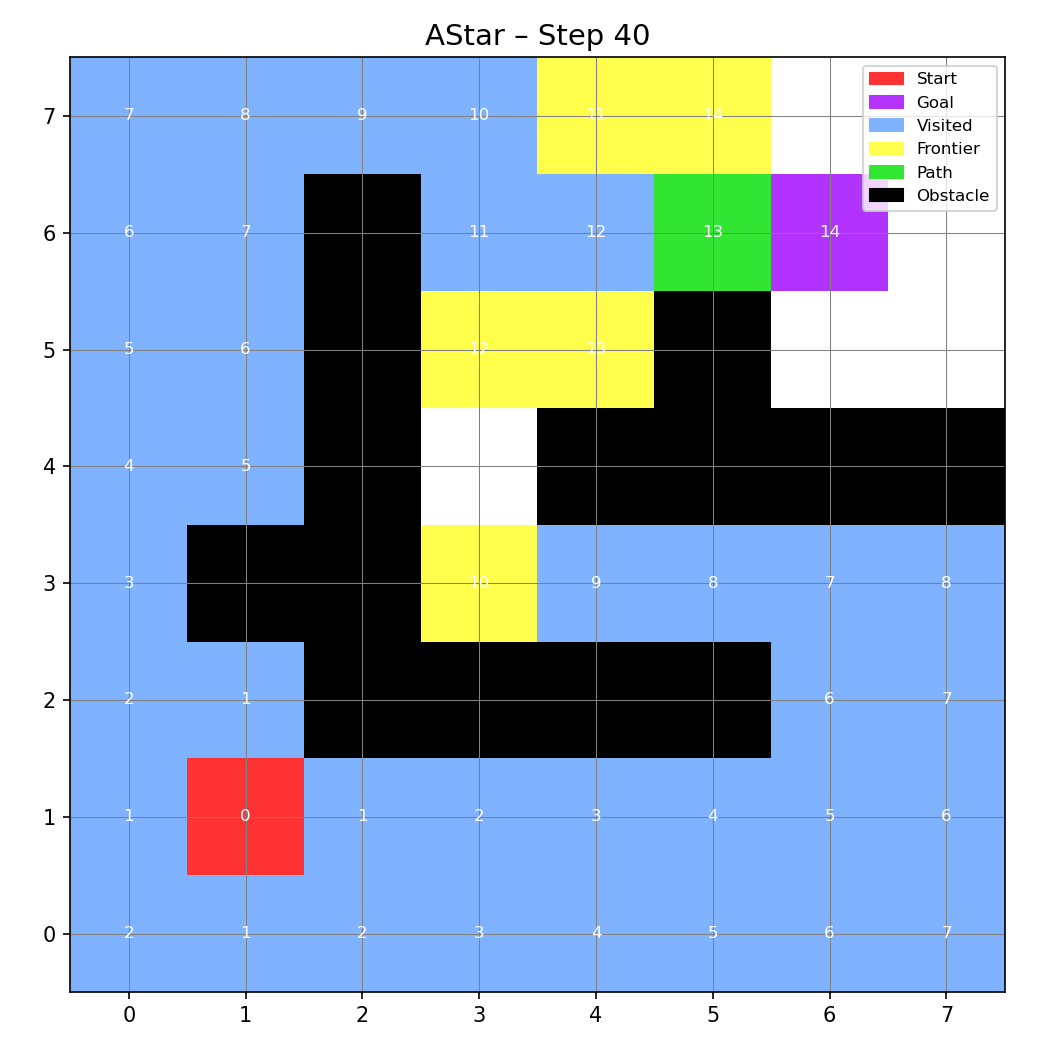 AStar – Step 40
7 7 8 9 10 11 14
Start
Goal
Visited
Frontier
Path
Obstacle
6 6 7 11 12 13 14
5 5 6 12 13
4 4 5
3 3 10 9 8 7 8
2 2 1 6 7
1 1 0 1 2 3 4 5 6
0 2 1 2 3 4 5 6 7
0 1 2 3 4 5 6 7